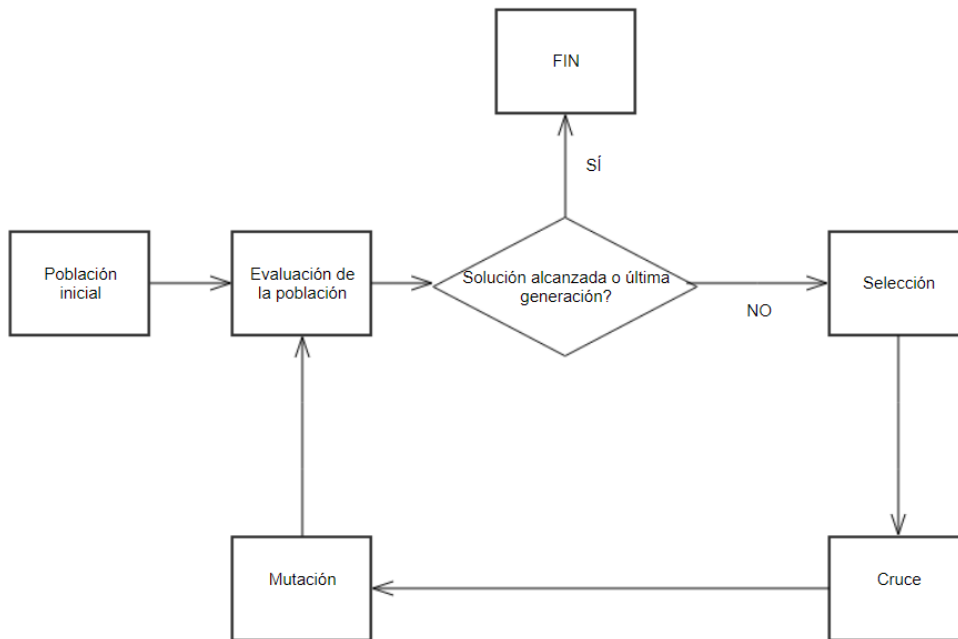 FIN
SÍ
Población
inicial
Evaluación de
la población
Solución alcanzada o última
generación?
NO
Selección
Mutación
Cruce